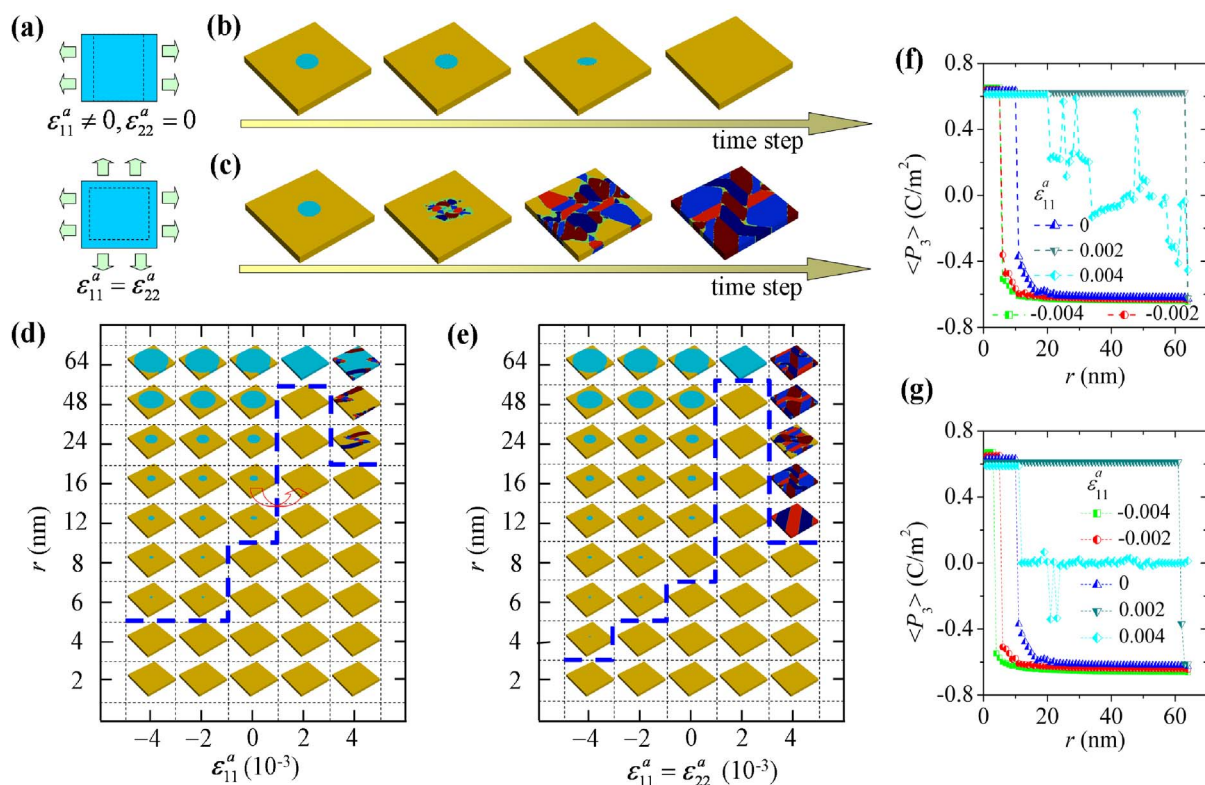 (a)
ε₁₁ᵃ ≠ 0, ε₂₂ᵃ = 0
ε₁₁ᵃ = ε₂₂ᵃ
(b)
time step
(c)
time step
(d)
r (nm)
64
48
24
16
12
8
6
4
2
−4 −2 0 2 4
ε₁₁ᵃ (10⁻³)
(e)
r (nm)
64
48
24
16
12
8
6
4
2
−4 −2 0 2 4
ε₁₁ᵃ = ε₂₂ᵃ (10⁻³)
(f)
<P₃> (C/m²)
0.8
0.4
0.0
-0.4
-0.8
ε₁₁ᵃ
0
0.002
0.004
-0.004 -0.002
0 20 40 60
r (nm)
(g)
<P₃> (C/m²)
0.8
0.4
0.0
-0.4
-0.8
ε₁₁ᵃ
-0.004
-0.002
0
0.002
0.004
0 20 40 60
r (nm)